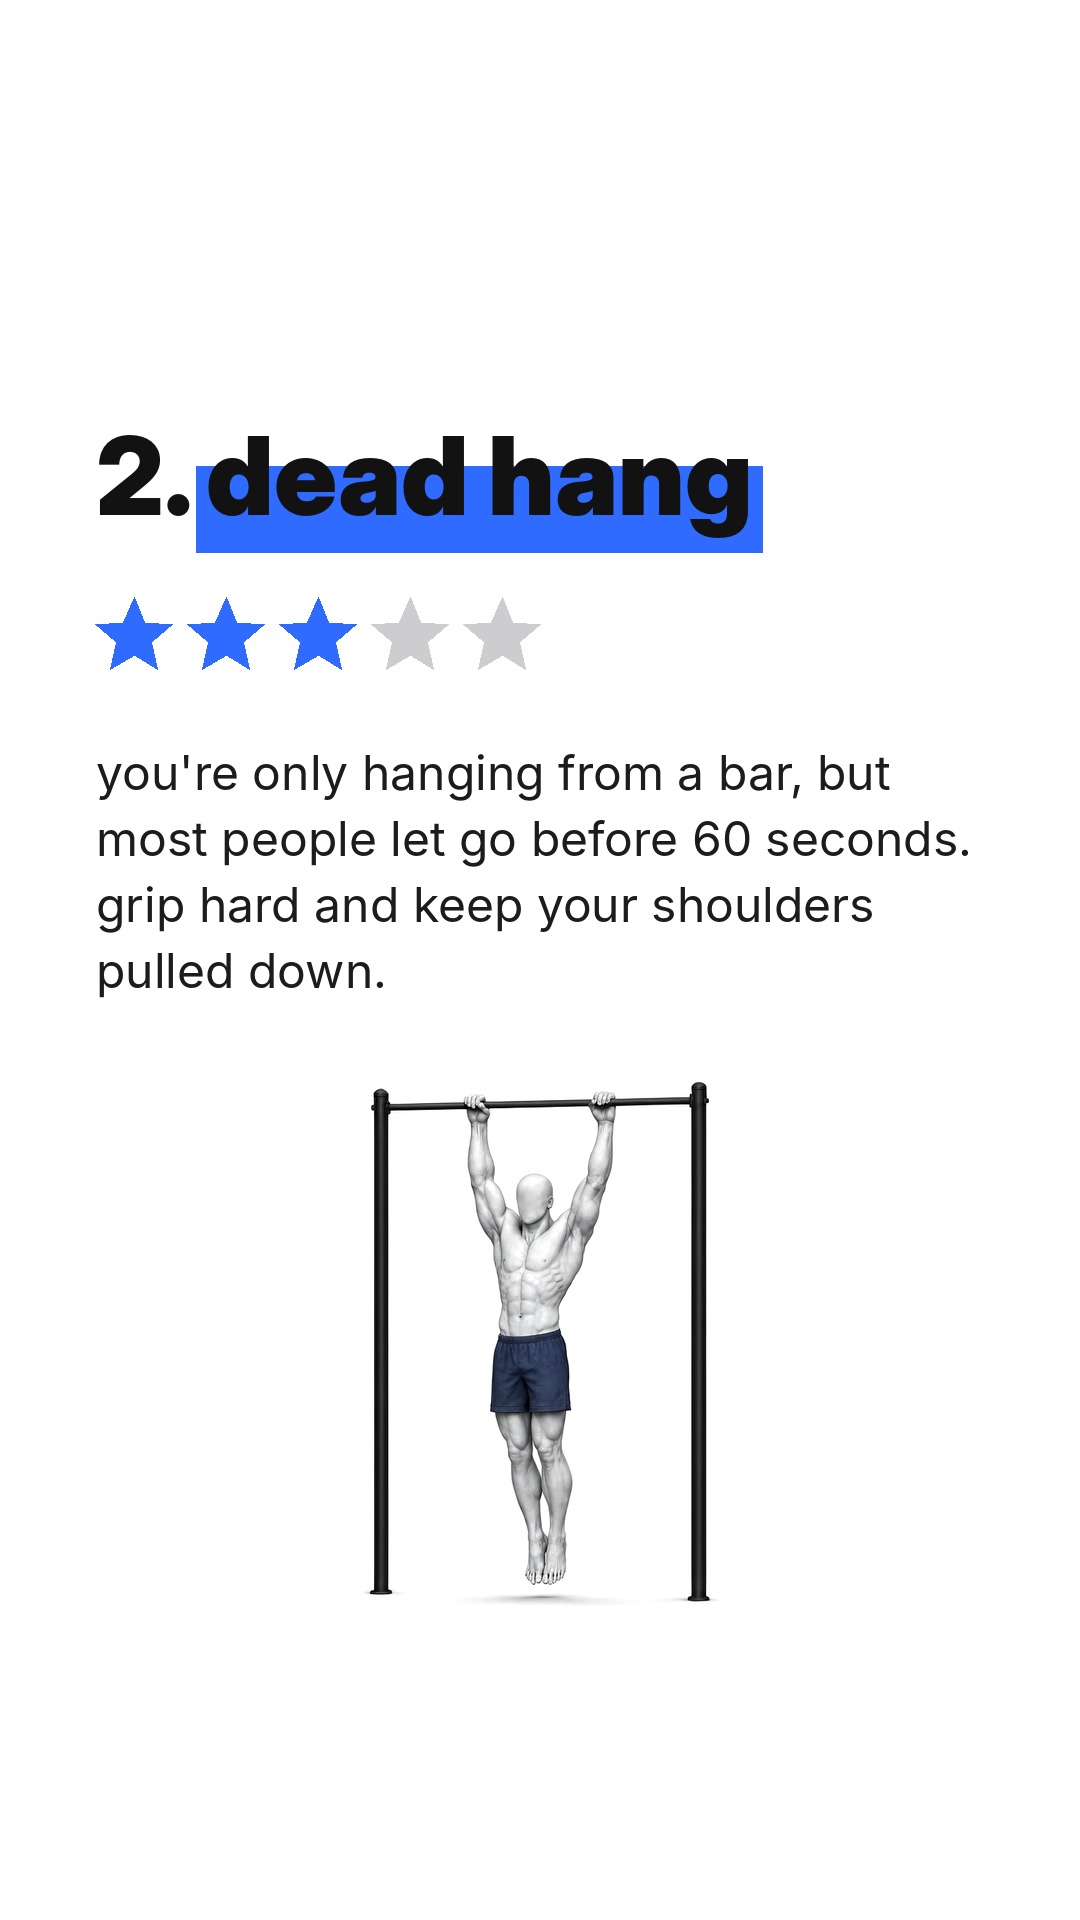 2. dead hang
you're only hanging from a bar, but
most people let go before 60 seconds.
grip hard and keep your shoulders
pulled down.